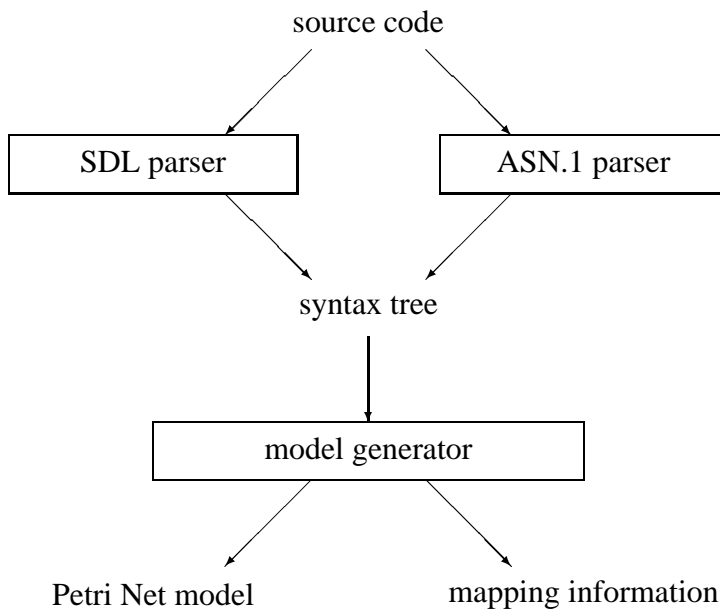 source code
SDL parser
ASN.1 parser
syntax tree
model generator
Petri Net model
mapping information